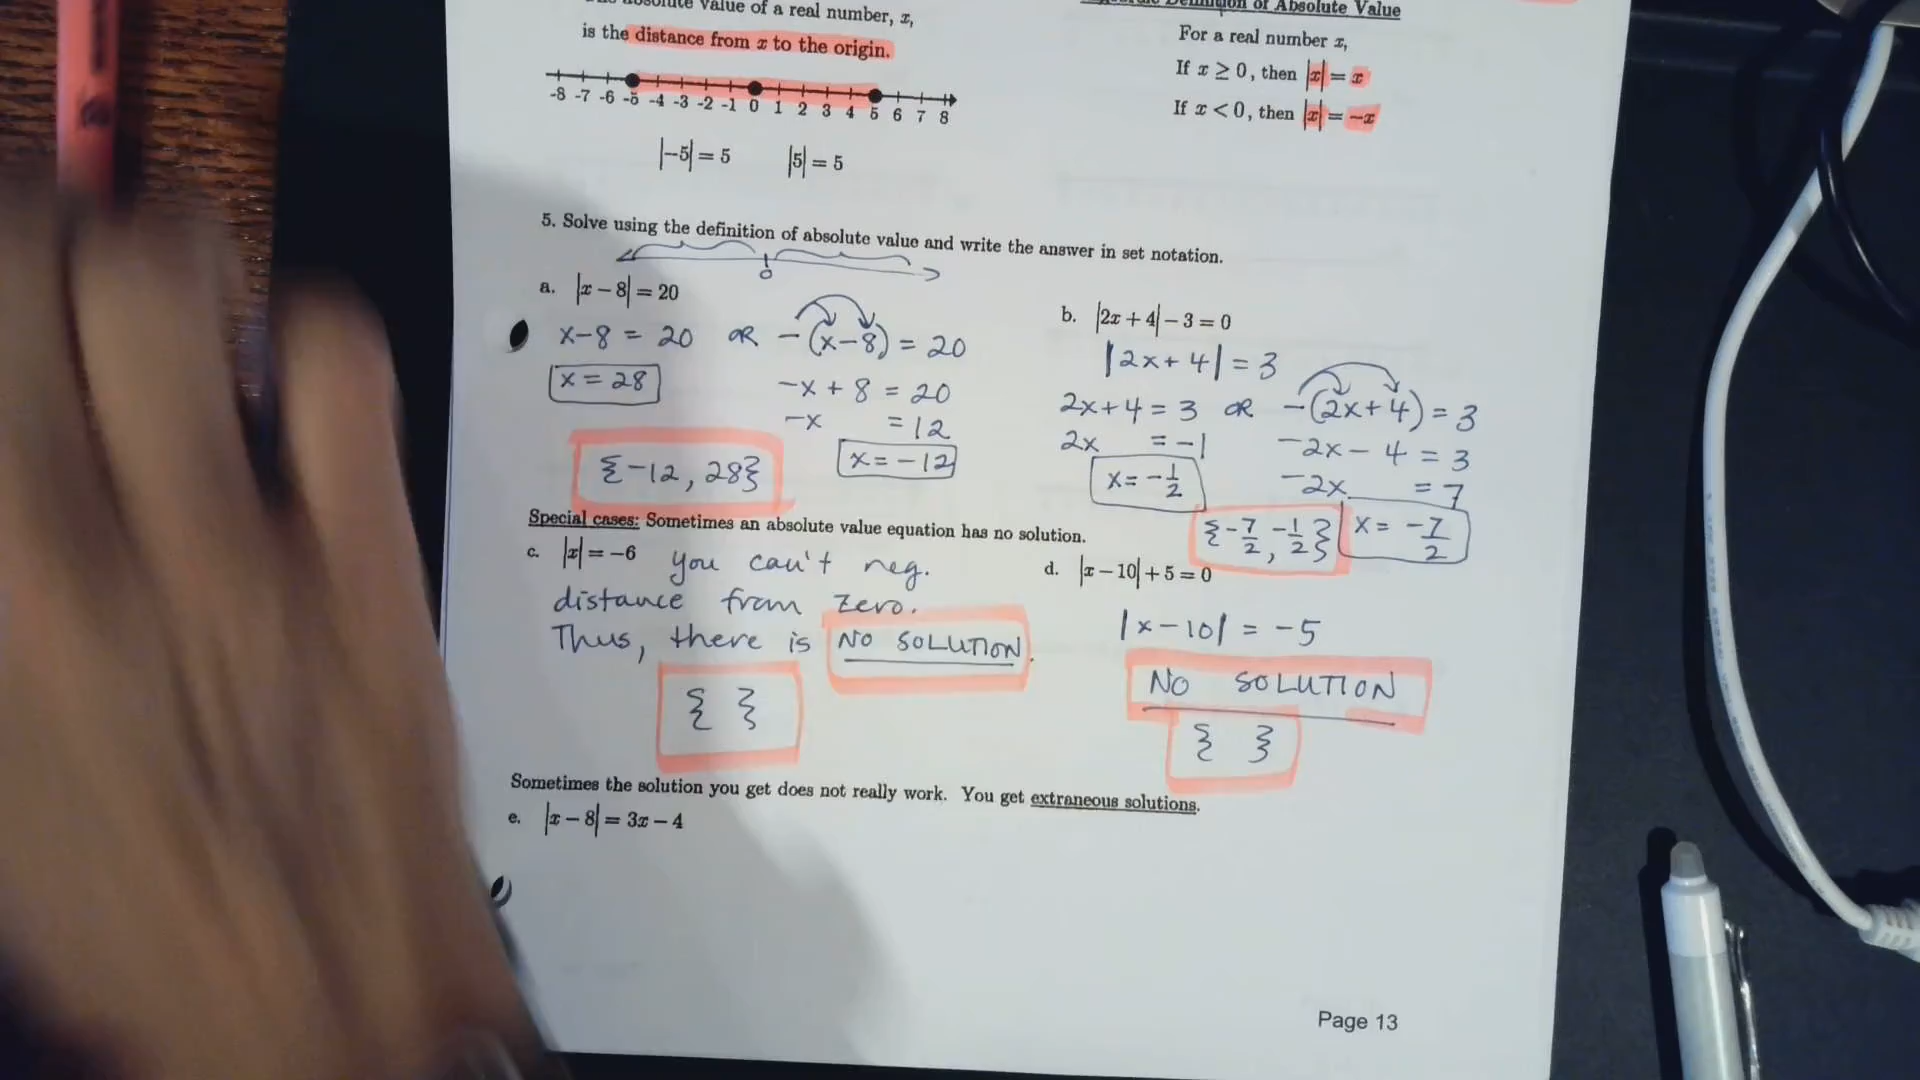 absolute value of a real number, x,
is the distance from x to the origin.
-8 -7 -6 -5 -4 -3 -2 -1 0 1 2 3 4 5 6 7 8
|-5| = 5 |5| = 5
Definition of Absolute Value
For a real number x,
If x ≥ 0, then |x| = x
If x < 0, then |x| = -x
5. Solve using the definition of absolute value and write the answer in set notation.
0
a. |x - 8| = 20
x-8 = 20 OR -(x-8) = 20
x = 28
-x + 8 = 20
-x = 12
x = -12
{-12, 28}
b. |2x + 4| - 3 = 0
|2x+4| = 3
2x+4 = 3 OR -(2x+4) = 3
2x = -1
x = -1/2
-2x - 4 = 3
-2x = 7
x = -7/2
{-7/2, -1/2}
Special cases: Sometimes an absolute value equation has no solution.
c. |x| = -6 you can't neg.
distance from zero.
Thus, there is NO SOLUTION.
{ }
d. |x - 10| + 5 = 0
|x-10| = -5
NO SOLUTION
{ }
Sometimes the solution you get does not really work. You get extraneous solutions.
e. |x - 8| = 3x - 4
Page 13